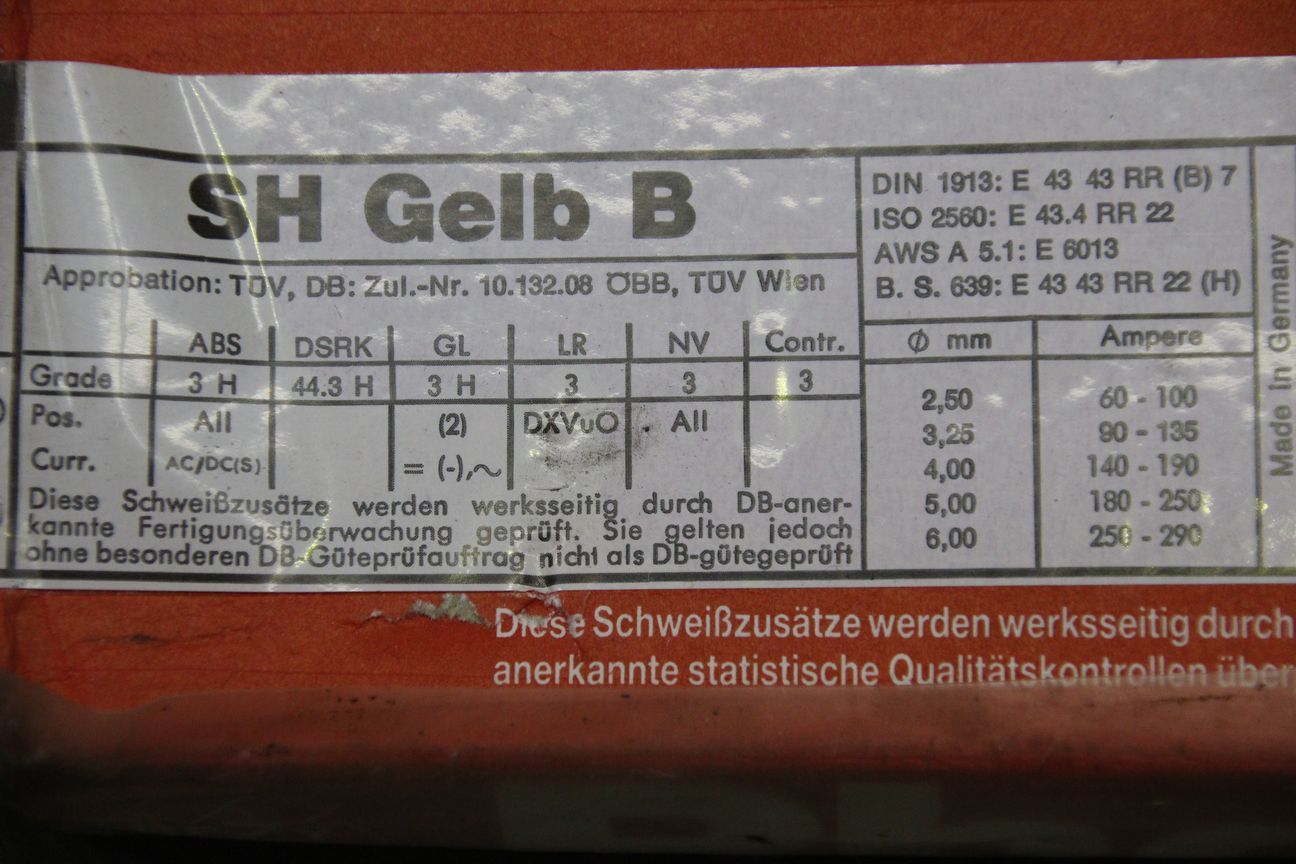 SH Gelb B
Approbation: TÜV, DB: Zul.-Nr. 10.132.08 ÖBB, TÜV Wien
ABS DSRK GL LR NV Contr.
Grade 3 H 44.3 H 3 H 3 3 3
Pos. All (2) DXVuO All
Curr. AC/DC(S) = (-),~
Diese Schweißzusätze werden werksseitig durch DB-aner-
kannte Fertigungsüberwachung geprüft. Sie gelten jedoch
ohne besonderen DB-Güteprüfauftrag nicht als DB-gütegeprüft
DIN 1913: E 43 43 RR (B) 7
ISO 2560: E 43.4 RR 22
AWS A 5.1: E 6013
B. S. 639: E 43 43 RR 22 (H)
Ø mm Ampere
2,50 60 - 100
3,25 90 - 135
4,00 140 - 190
5,00 180 - 250
6,00 250 - 290
Made in Germany
Diese Schweißzusätze werden werksseitig durch
anerkannte statistische Qualitätskontrollen über